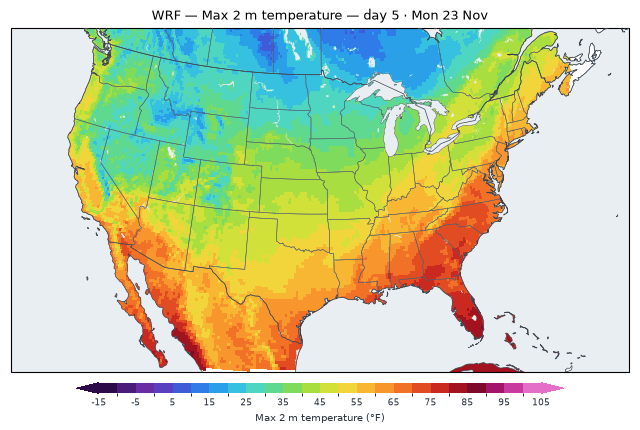 WRF — Max 2 m temperature — day 5 · Mon 23 Nov
-15 -5 5 15 25 35 45 55 65 75 85 95 105
Max 2 m temperature (°F)